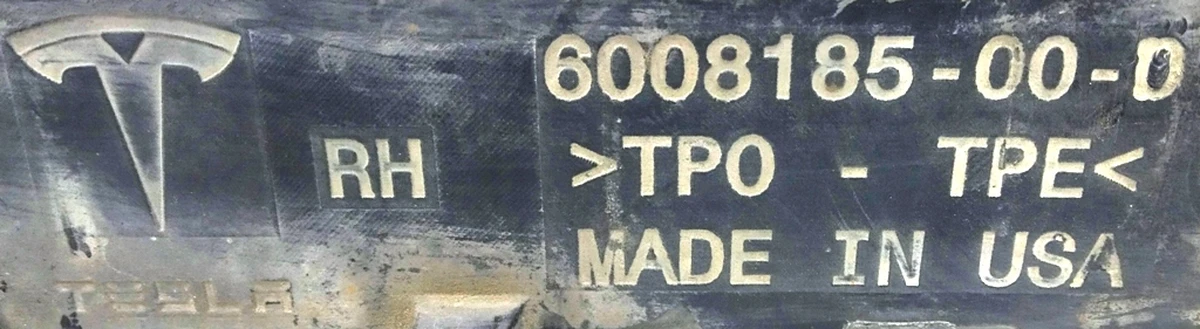 6008185-00-D
RH
>TPO - TPE<
MADE IN USA
TESLA